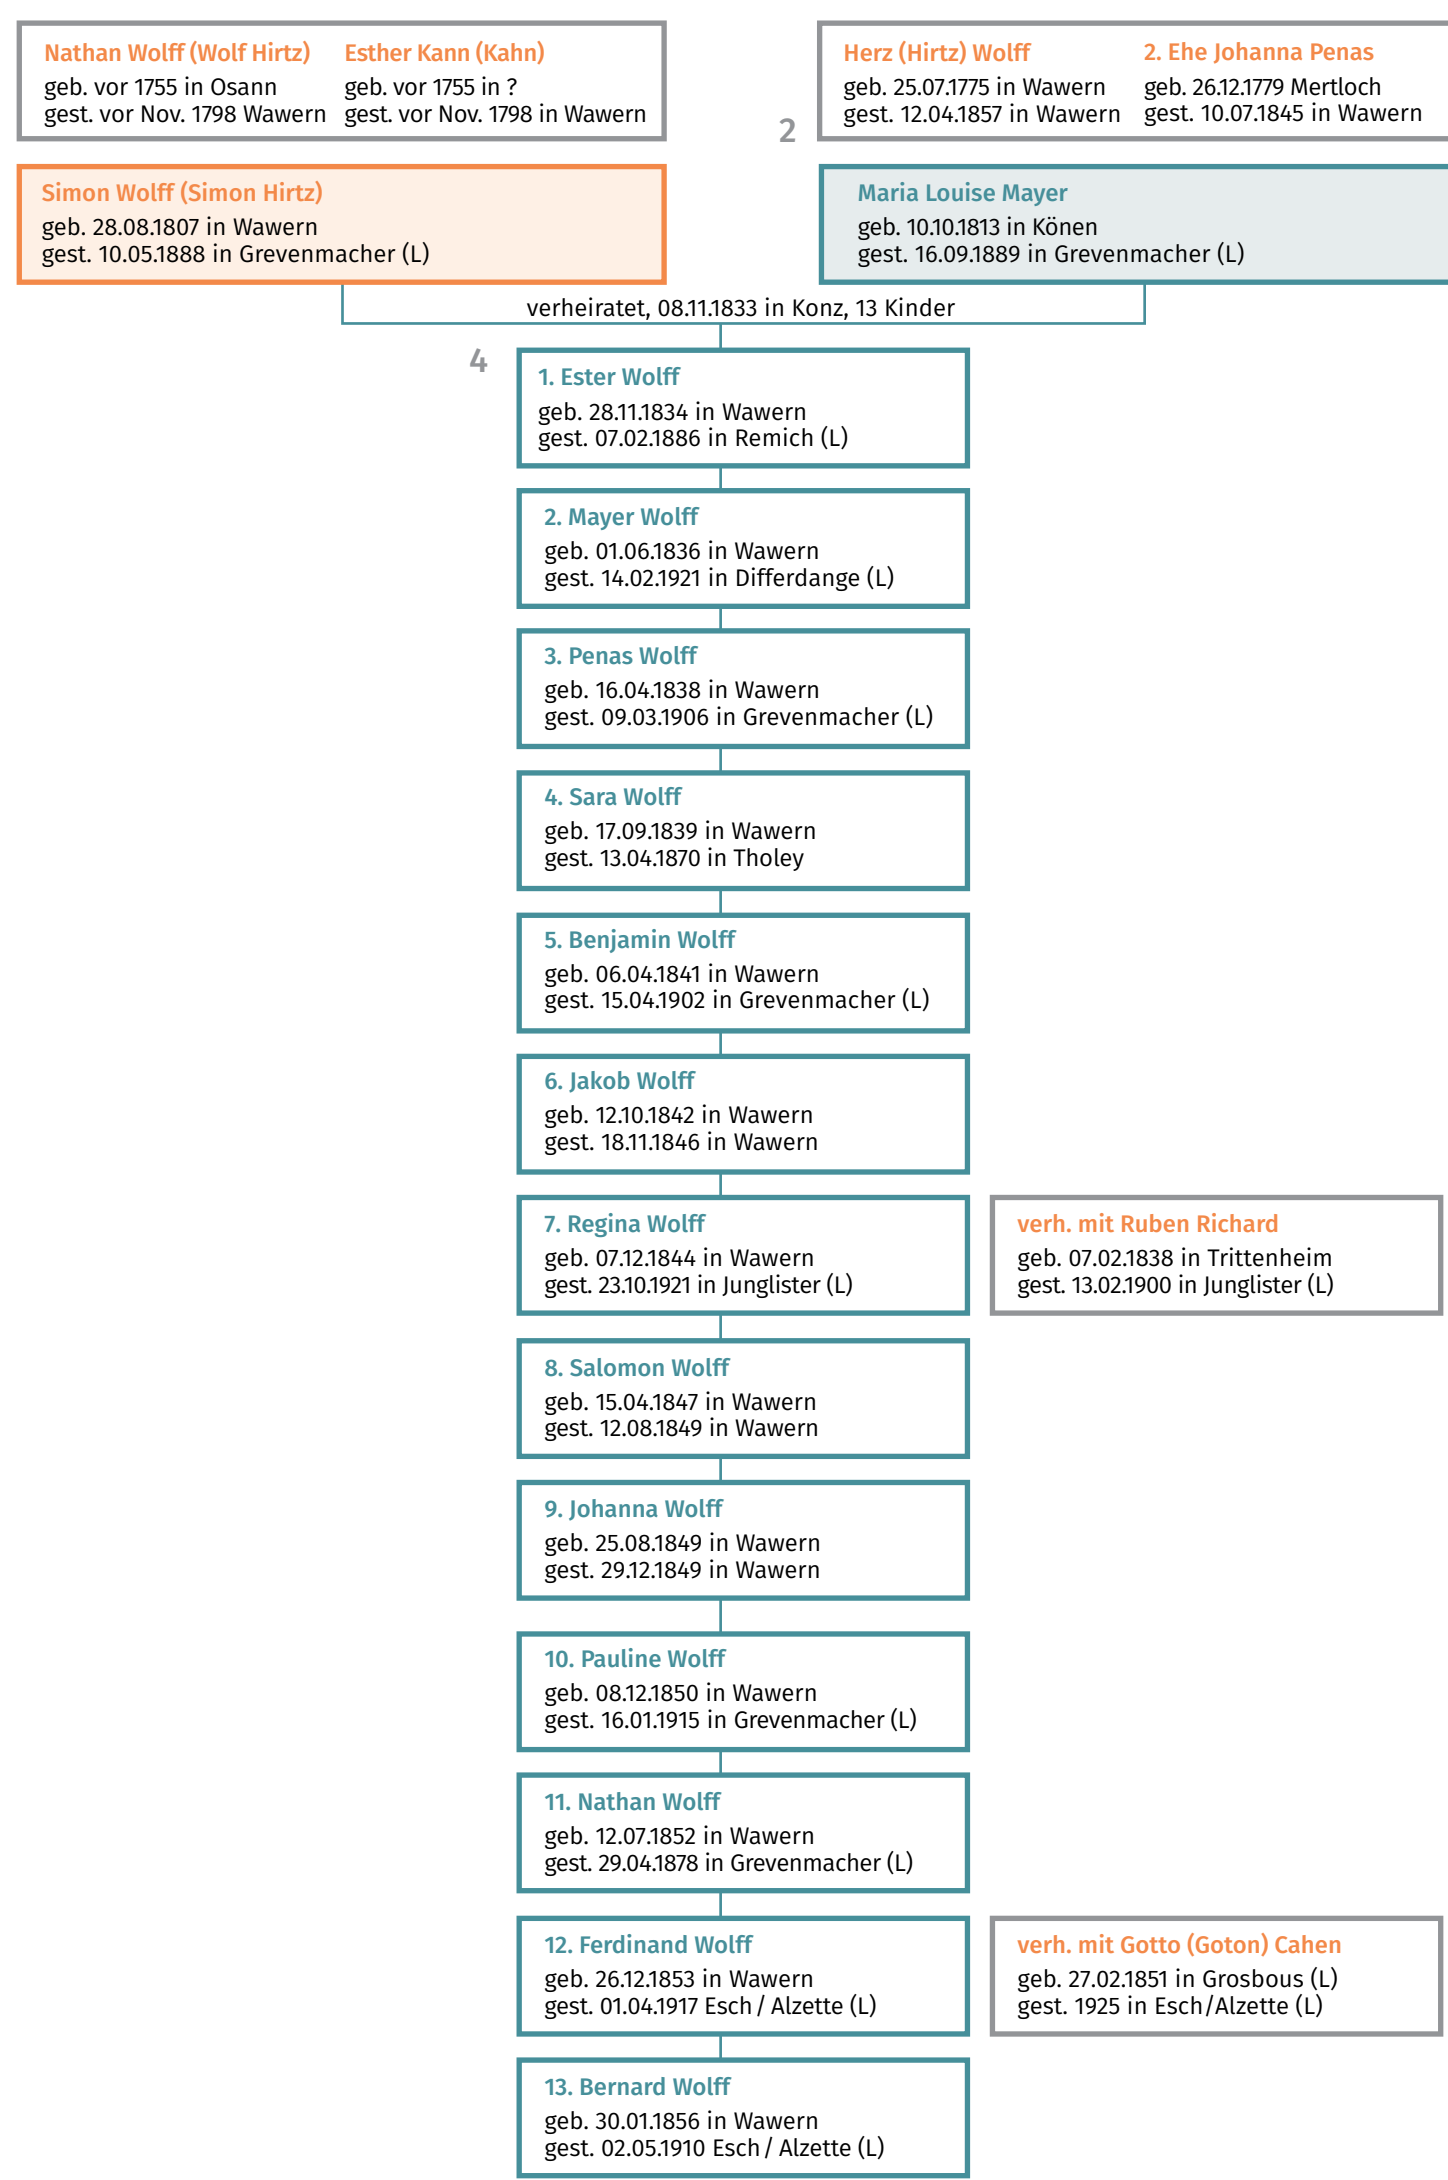 Nathan Wolff (Wolf Hirtz)
geb. vor 1755 in Osann
gest. vor Nov. 1798 Wawern
Esther Kann (Kahn)
geb. vor 1755 in ?
gest. vor Nov. 1798 in Wawern
2
Herz (Hirtz) Wolff
geb. 25.07.1775 in Wawern
gest. 12.04.1857 in Wawern
2. Ehe Johanna Penas
geb. 26.12.1779 Mertloch
gest. 10.07.1845 in Wawern
Simon Wolff (Simon Hirtz)
geb. 28.08.1807 in Wawern
gest. 10.05.1888 in Grevenmacher (L)
Maria Louise Mayer
geb. 10.10.1813 in Könen
gest. 16.09.1889 in Grevenmacher (L)
verheiratet, 08.11.1833 in Konz, 13 Kinder
4
1. Ester Wolff
geb. 28.11.1834 in Wawern
gest. 07.02.1886 in Remich (L)
2. Mayer Wolff
geb. 01.06.1836 in Wawern
gest. 14.02.1921 in Differdange (L)
3. Penas Wolff
geb. 16.04.1838 in Wawern
gest. 09.03.1906 in Grevenmacher (L)
4. Sara Wolff
geb. 17.09.1839 in Wawern
gest. 13.04.1870 in Tholey
5. Benjamin Wolff
geb. 06.04.1841 in Wawern
gest. 15.04.1902 in Grevenmacher (L)
6. Jakob Wolff
geb. 12.10.1842 in Wawern
gest. 18.11.1846 in Wawern
7. Regina Wolff
geb. 07.12.1844 in Wawern
gest. 23.10.1921 in Junglister (L)
verh. mit Ruben Richard
geb. 07.02.1838 in Trittenheim
gest. 13.02.1900 in Junglister (L)
8. Salomon Wolff
geb. 15.04.1847 in Wawern
gest. 12.08.1849 in Wawern
9. Johanna Wolff
geb. 25.08.1849 in Wawern
gest. 29.12.1849 in Wawern
10. Pauline Wolff
geb. 08.12.1850 in Wawern
gest. 16.01.1915 in Grevenmacher (L)
11. Nathan Wolff
geb. 12.07.1852 in Wawern
gest. 29.04.1878 in Grevenmacher (L)
12. Ferdinand Wolff
geb. 26.12.1853 in Wawern
gest. 01.04.1917 Esch / Alzette (L)
verh. mit Gotto (Goton) Cahen
geb. 27.02.1851 in Grosbous (L)
gest. 1925 in Esch/Alzette (L)
13. Bernard Wolff
geb. 30.01.1856 in Wawern
gest. 02.05.1910 Esch / Alzette (L)